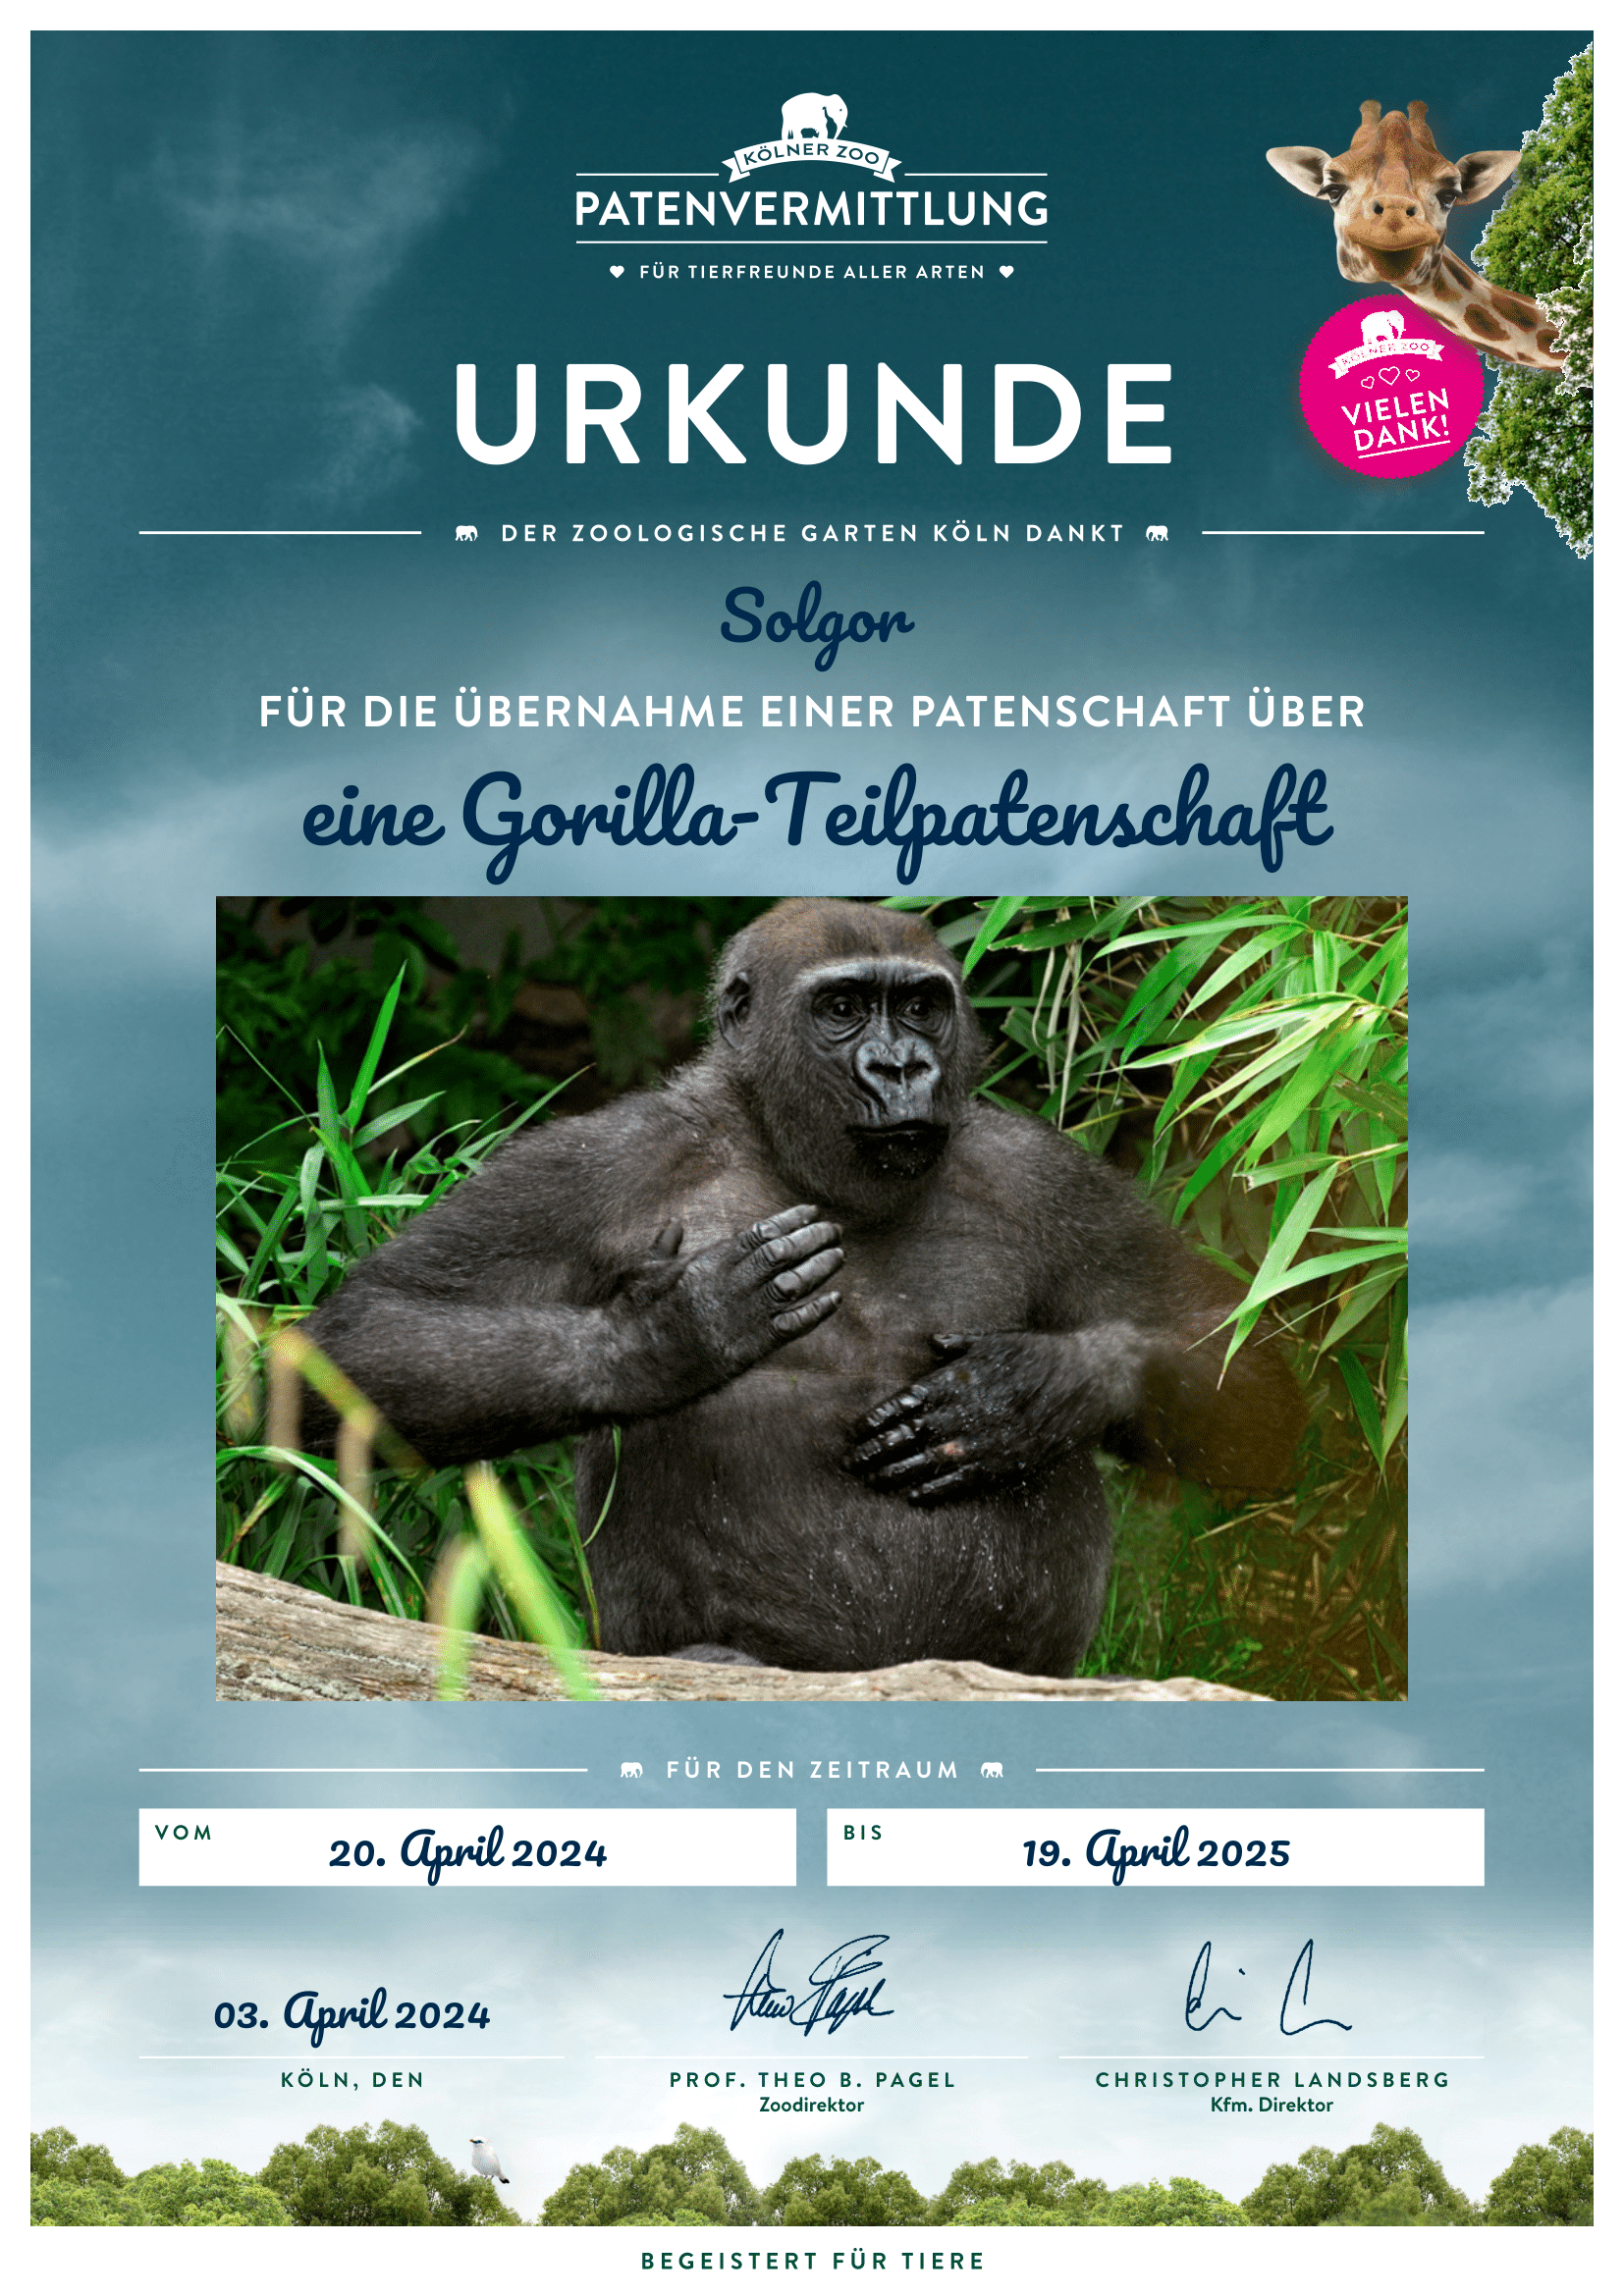 KÖLNER ZOO
PATENVERMITTLUNG
FÜR TIERFREUNDE ALLER ARTEN
KÖLNER ZOO
VIELEN
DANK!
URKUNDE
DER ZOOLOGISCHE GARTEN KÖLN DANKT
Solgor
FÜR DIE ÜBERNAHME EINER PATENSCHAFT ÜBER
eine Gorilla-Teilpatenschaft
FÜR DEN ZEITRAUM
VOM 20. April 2024
BIS 19. April 2025
03. April 2024
KÖLN, DEN
PROF. THEO B. PAGEL
Zoodirektor
CHRISTOPHER LANDSBERG
Kfm. Direktor
BEGEISTERT FÜR TIERE